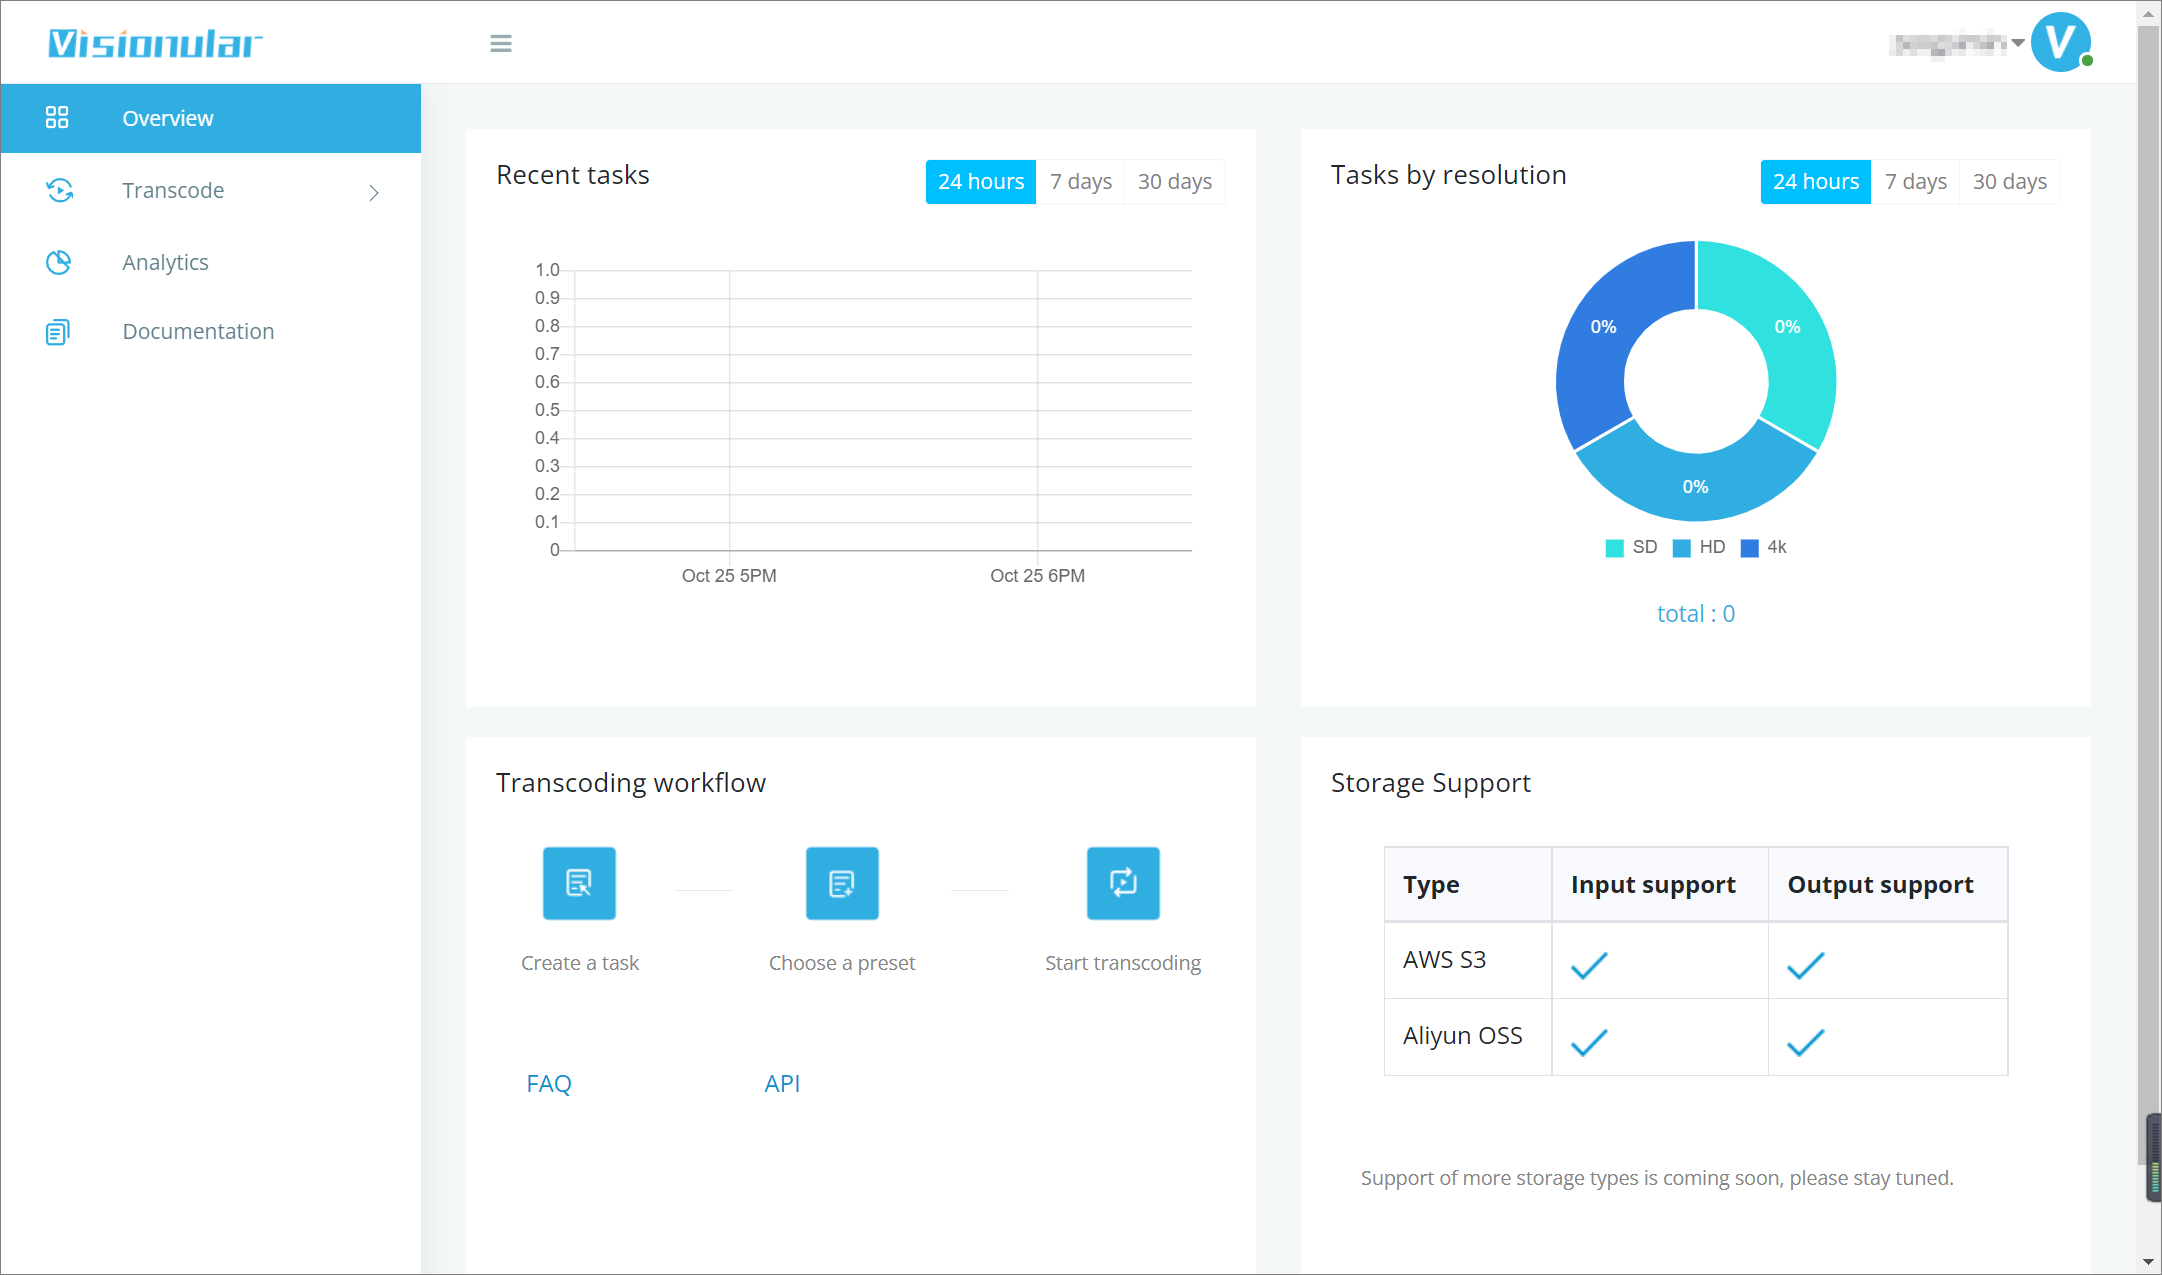 Visionular
V
Overview
Transcode
Analytics
Documentation
Recent tasks
24 hours 7 days 30 days
1.0
0.9
0.8
0.7
0.6
0.5
0.4
0.3
0.2
0.1
0
Oct 25 5PM Oct 25 6PM
Tasks by resolution
24 hours 7 days 30 days
0% 0%
0%
SD HD 4k
total : 0
Transcoding workflow
Create a task Choose a preset Start transcoding
FAQ API
Storage Support
Type Input support Output support
AWS S3
Aliyun OSS
Support of more storage types is coming soon, please stay tuned.